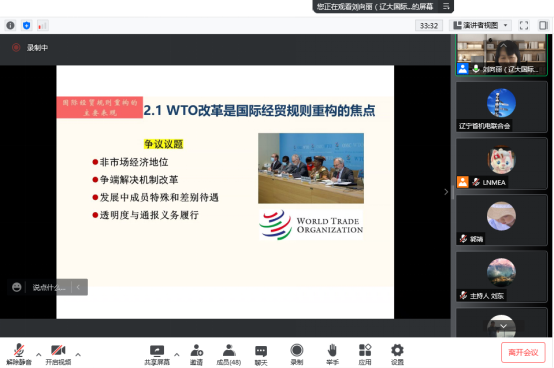 您正在观看刘向丽（辽大国际...的屏幕
33:32
演讲者视图
录制中
刘向丽（辽大国际...
国际经贸规则重构的
主要表现
2.1 WTO改革是国际经贸规则重构的焦点
争议议题
非市场经济地位
争端解决机制改革
发展中成员特殊和差别待遇
透明度与通报义务履行
WORLD TRADE
ORGANIZATION
辽宁省机电联合会
LNMEA
郭瑞
主持人 刘东
说点什么...
解除静音
开启视频
共享屏幕
邀请
成员(48)
聊天
录制
举手
应用
设置
离开会议